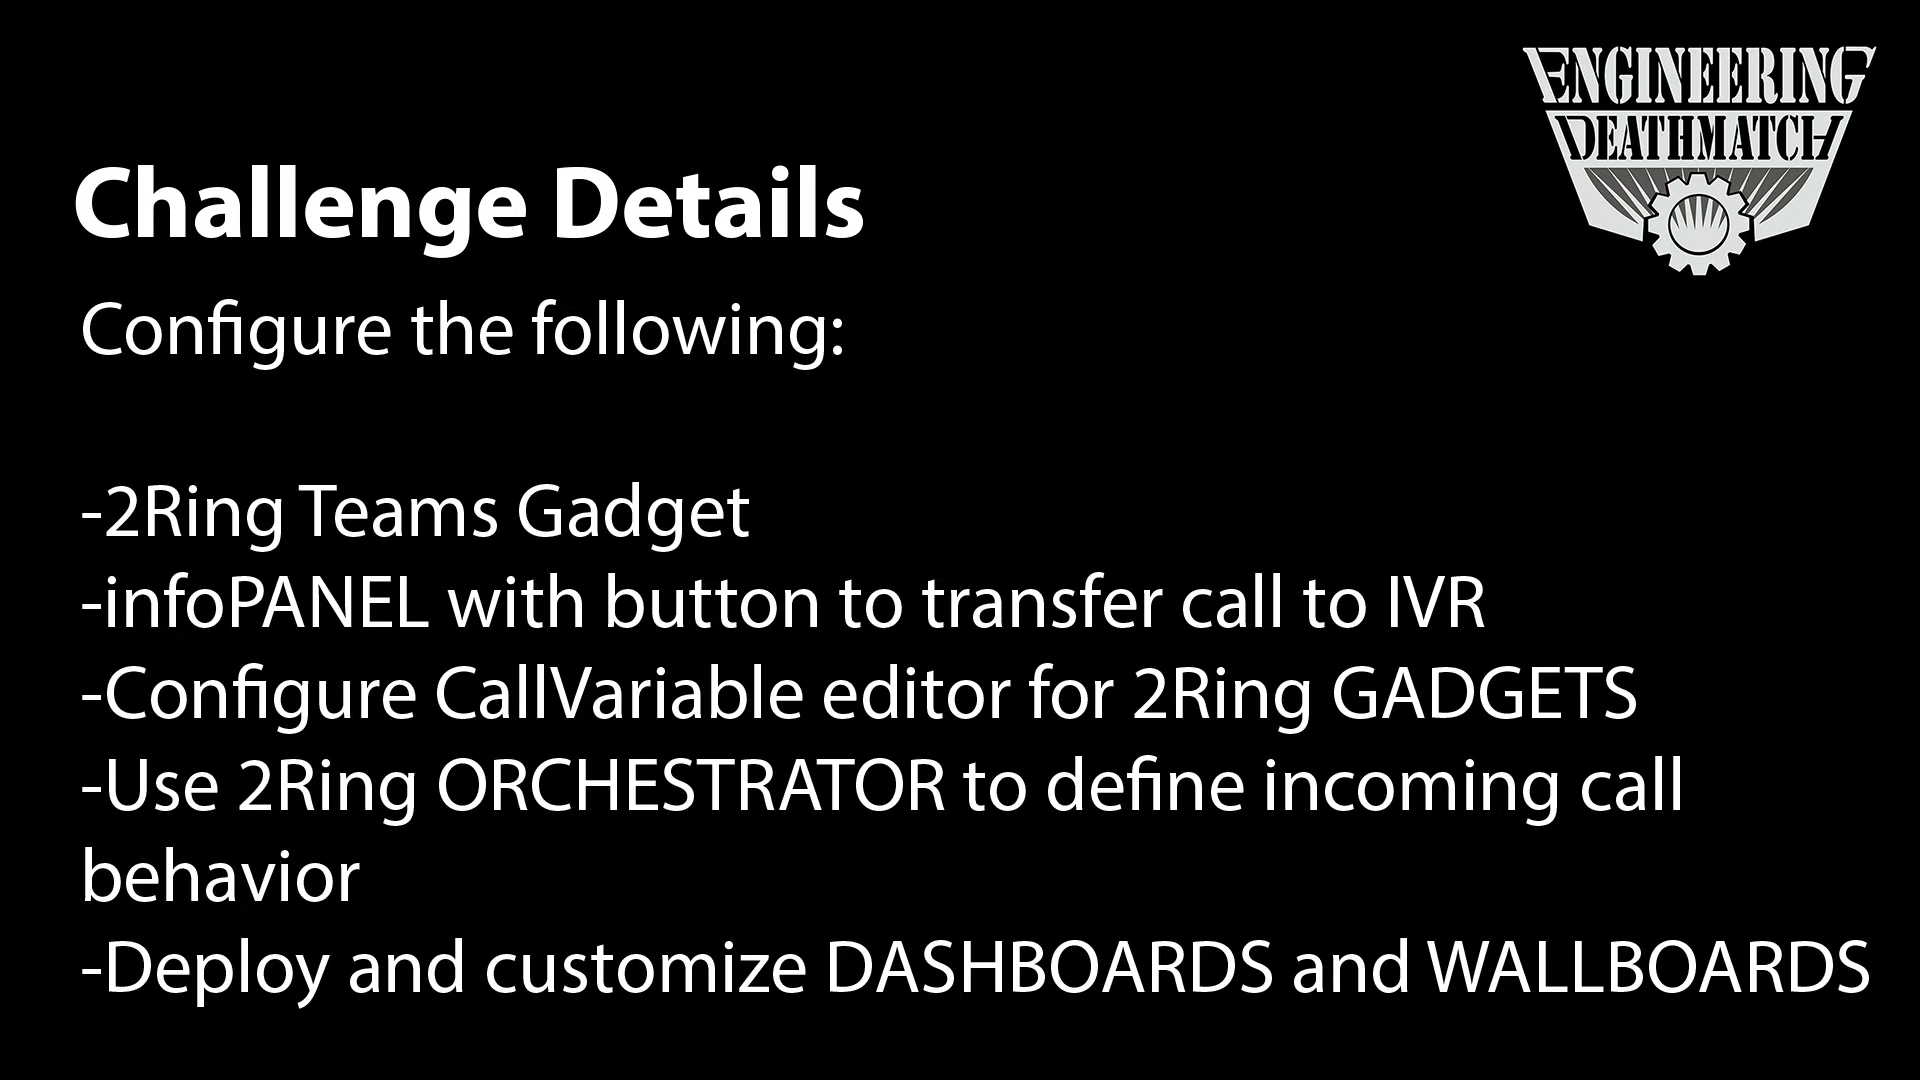 ENGINEERING
DEATHMATCH
Challenge Details
Configure the following:
-2Ring Teams Gadget
-infoPANEL with button to transfer call to IVR
-Configure CallVariable editor for 2Ring GADGETS
-Use 2Ring ORCHESTRATOR to define incoming call
behavior
-Deploy and customize DASHBOARDS and WALLBOARDS